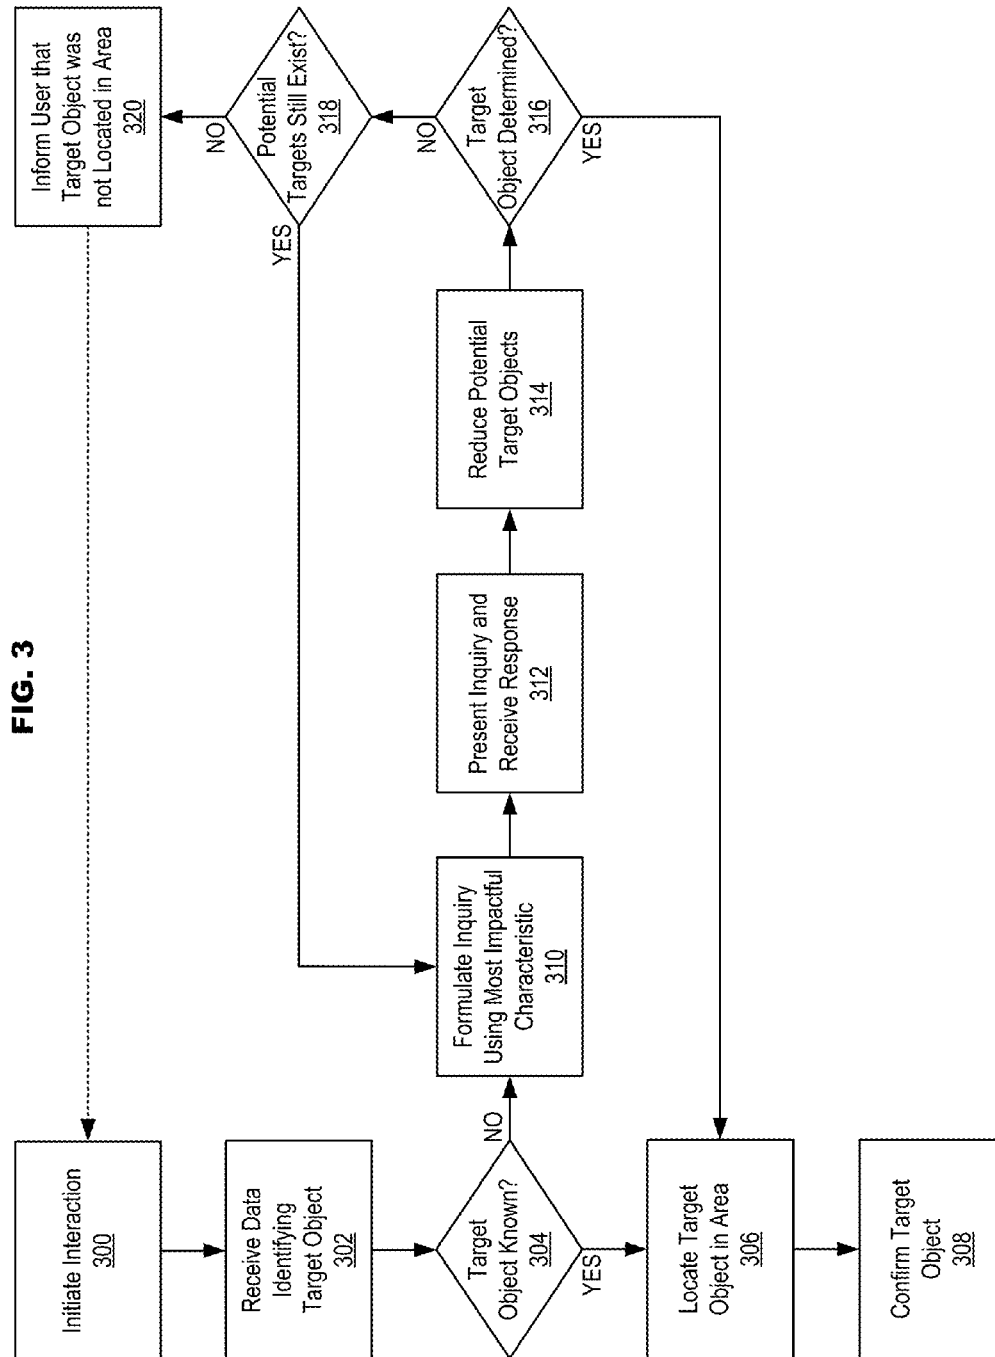 FIG. 3
Initiate Interaction
300
Receive Data
Identifying
Target Object
302
Target
Object Known?
304
NO
YES
Locate Target
Object in Area
306
Confirm Target
Object
308
Formulate Inquiry
Using Most Impactful
Characteristic
310
Present Inquiry and
Receive Response
312
Reduce Potential
Target Objects
314
Target
Object Determined?
316
NO
YES
Potential
Targets Still Exist?
318
YES
NO
Inform User that
Target Object was
not Located in Area
320